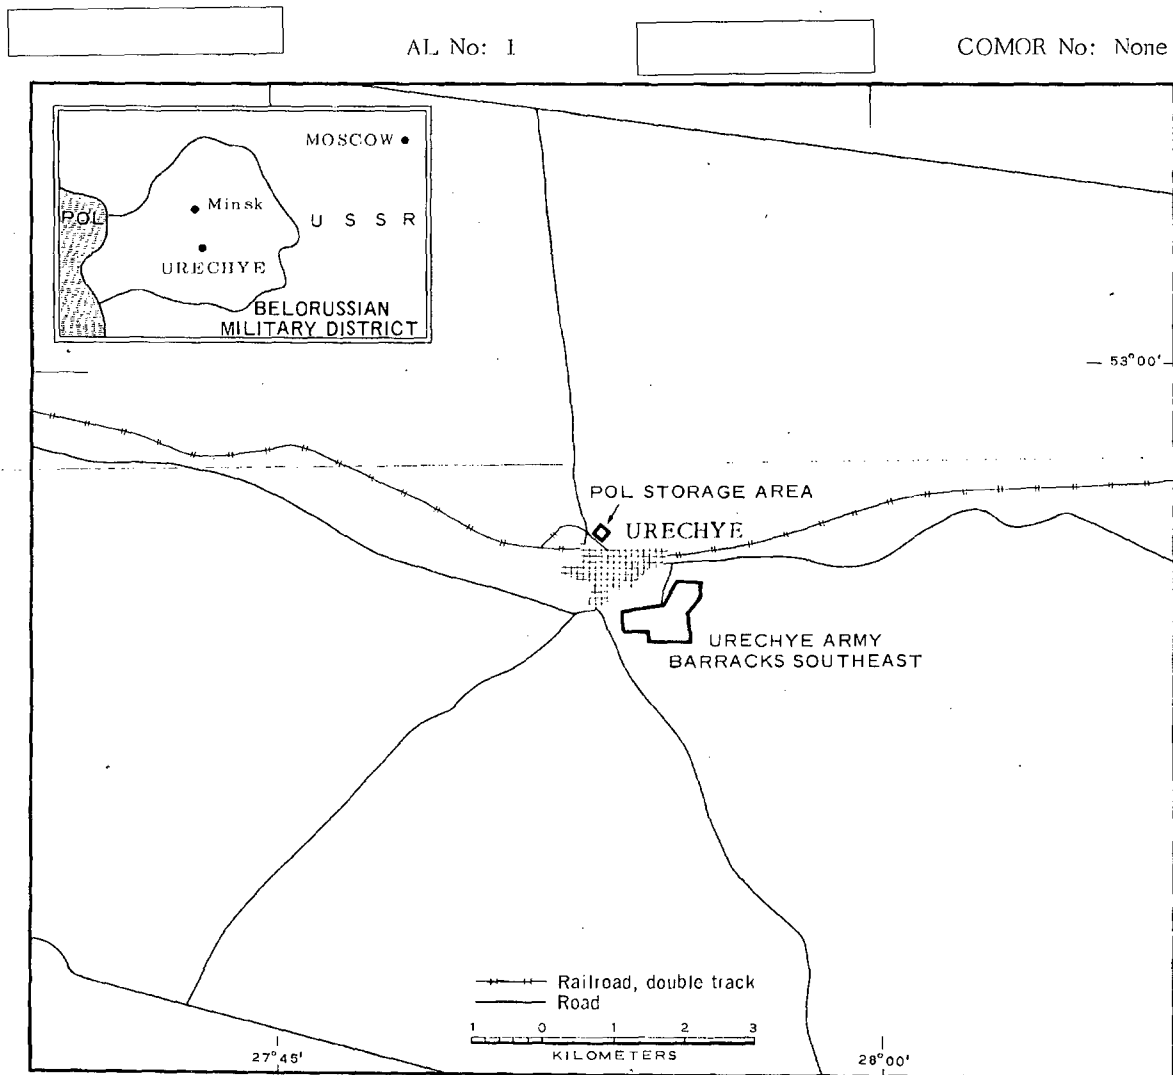 AL No: 1
COMOR No: None
MOSCOW
Minsk
POL
U S S R
URECHYE
BELORUSSIAN
MILITARY DISTRICT
53°00'
POL STORAGE AREA
URECHYE
URECHYE ARMY
BARRACKS SOUTHEAST
Railroad, double track
Road
1 0 1 2 3
KILOMETERS
27°45'
28°00'